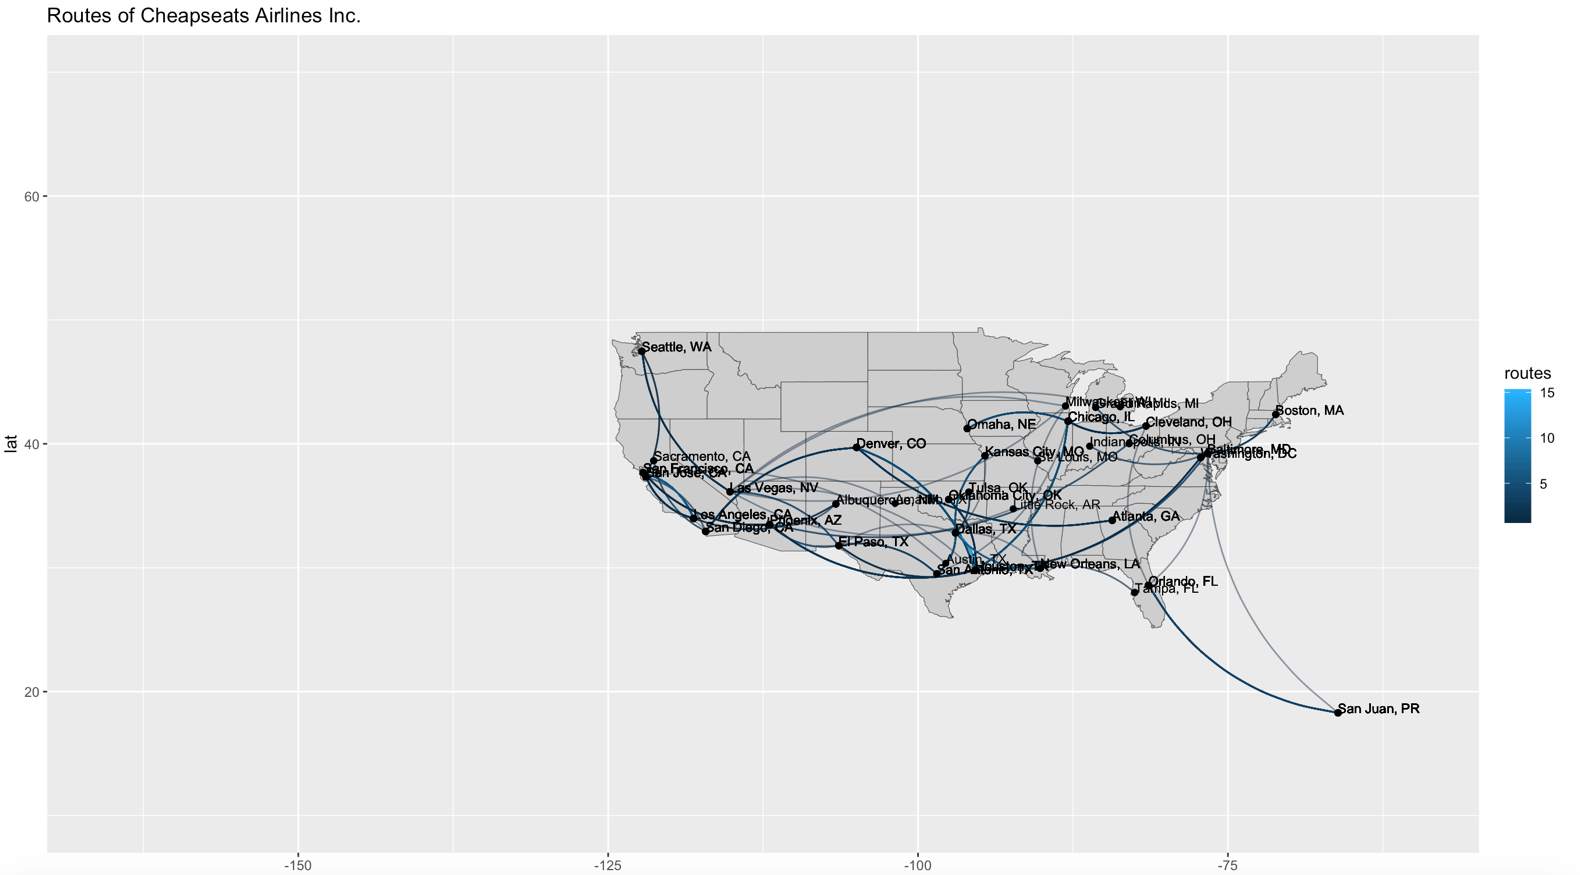 Routes of Cheapseats Airlines Inc.
lat
60
40
20
-150
-125
-100
-75
routes
15
10
5
Seattle, WA
Milwaukee, WI
Grand Rapids, MI
Boston, MA
Chicago, IL
Omaha, NE
Cleveland, OH
Denver, CO
Indianapolis, IN
Columbus, OH
Sacramento, CA
Kansas City, MO
St. Louis, MO
Baltimore, MD
Washington, DC
San Francisco, CA
San Jose, CA
Las Vegas, NV
Tulsa, OK
Albuquerque, NM
Amarillo, TX
Oklahoma City, OK
Little Rock, AR
Los Angeles, CA
Phoenix, AZ
San Diego, CA
Atlanta, GA
Dallas, TX
El Paso, TX
Austin, TX
San Antonio, TX
Houston, TX
New Orleans, LA
Orlando, FL
Tampa, FL
San Juan, PR